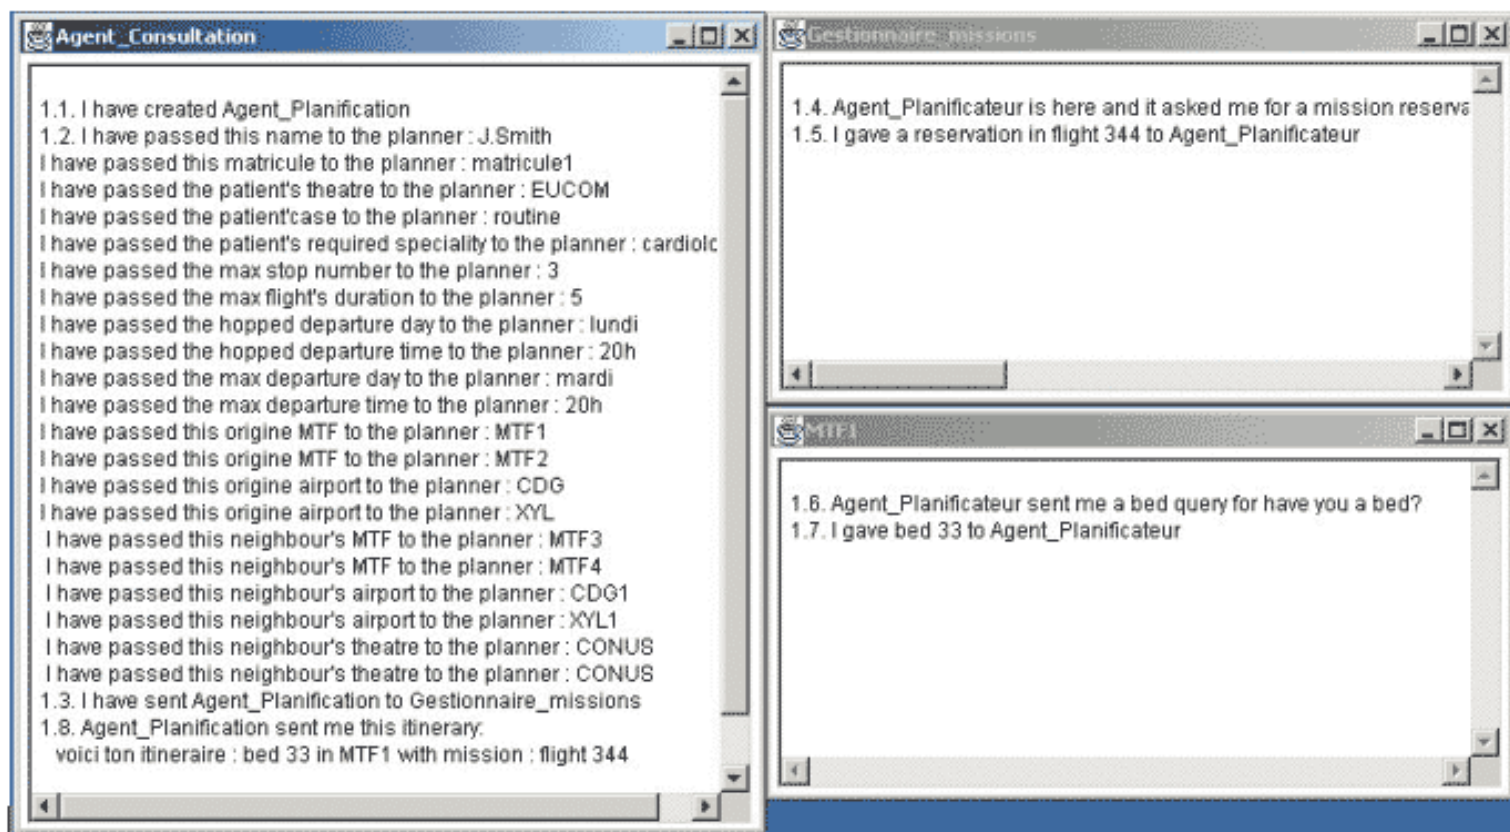 Agent_Consultation
1.1. I have created Agent_Planification
1.2. I have passed this name to the planner : J.Smith
I have passed this matricule to the planner : matricule1
I have passed the patient's theatre to the planner : EUCOM
I have passed the patient'case to the planner : routine
I have passed the patient's required speciality to the planner : cardiolc
I have passed the max stop number to the planner : 3
I have passed the max flight's duration to the planner : 5
I have passed the hopped departure day to the planner : lundi
I have passed the hopped departure time to the planner : 20h
I have passed the max departure day to the planner : mardi
I have passed the max departure time to the planner : 20h
I have passed this origine MTF to the planner : MTF1
I have passed this origine MTF to the planner : MTF2
I have passed this origine airport to the planner : CDG
I have passed this origine airport to the planner : XYL
I have passed this neighbour's MTF to the planner : MTF3
I have passed this neighbour's MTF to the planner : MTF4
I have passed this neighbour's airport to the planner : CDG1
I have passed this neighbour's airport to the planner : XYL1
I have passed this neighbour's theatre to the planner : CONUS
I have passed this neighbour's theatre to the planner : CONUS
1.3. I have sent Agent_Planification to Gestionnaire_missions
1.8. Agent_Planification sent me this itinerary:
voici ton itineraire : bed 33 in MTF1 with mission : flight 344
Gestionnaire_missions
1.4. Agent_Planificateur is here and it asked me for a mission reserva
1.5. I gave a reservation in flight 344 to Agent_Planificateur
MTF1
1.6. Agent_Planificateur sent me a bed query for have you a bed?
1.7. I gave bed 33 to Agent_Planificateur